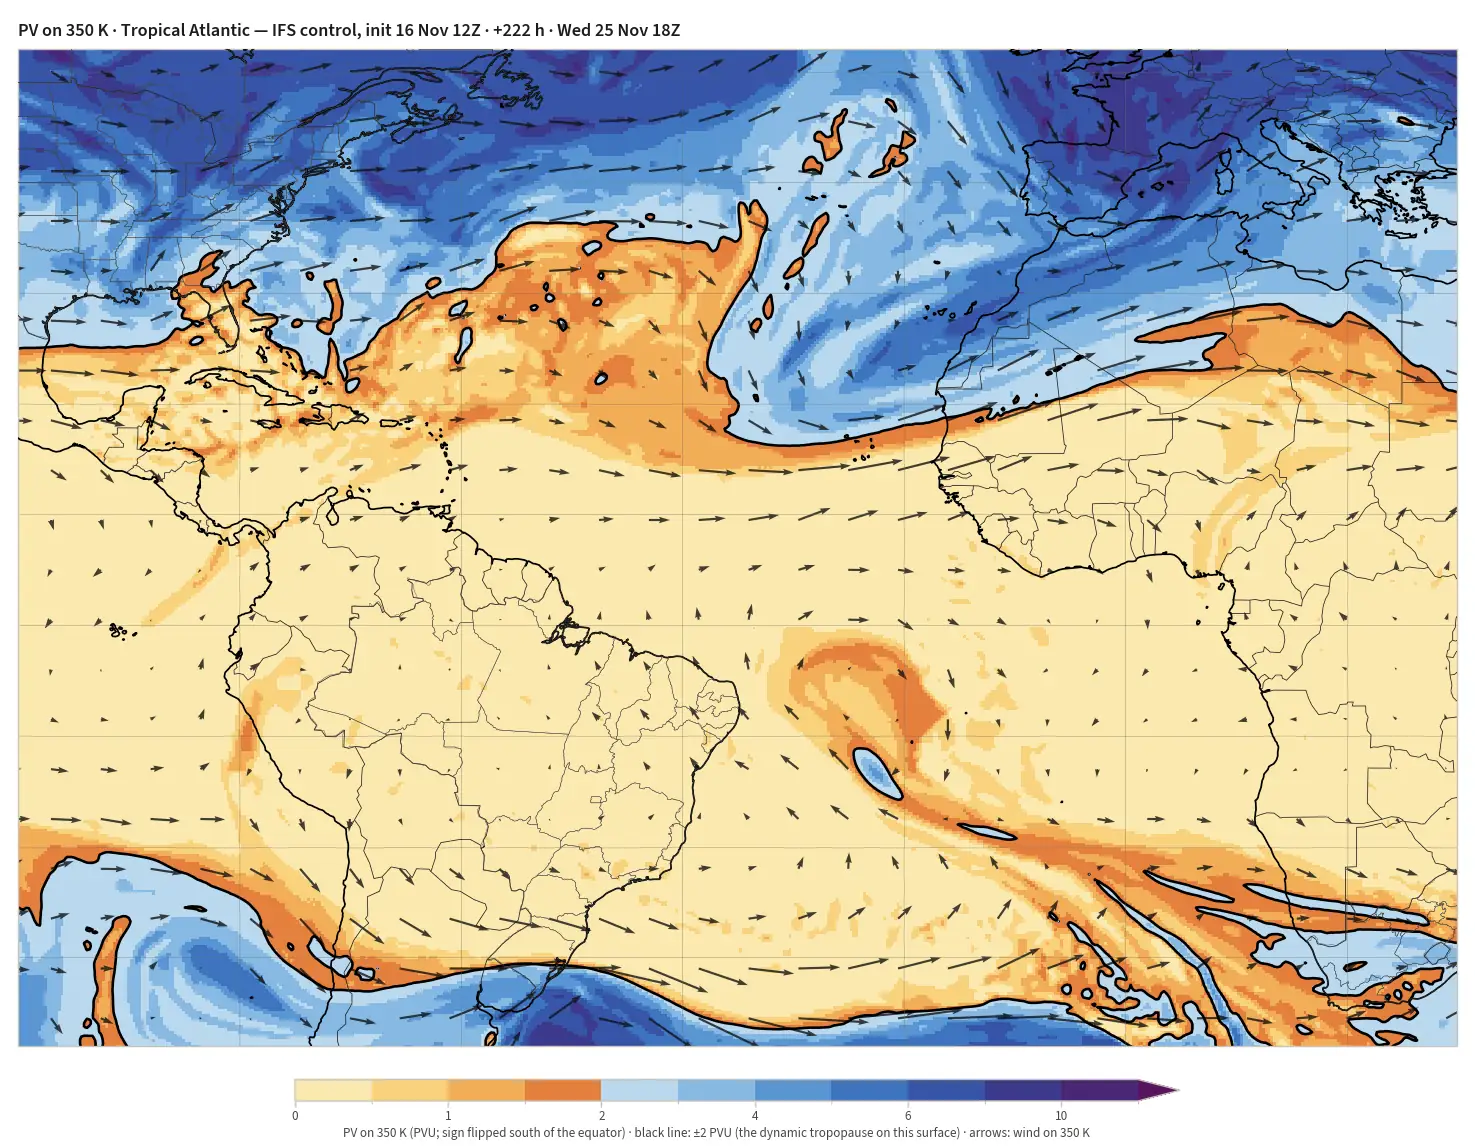 PV on 350 K · Tropical Atlantic — IFS control, init 16 Nov 12Z · +222 h · Wed 25 Nov 18Z
0 1 2 4 6 10
PV on 350 K (PVU; sign flipped south of the equator) · black line: ±2 PVU (the dynamic tropopause on this surface) · arrows: wind on 350 K